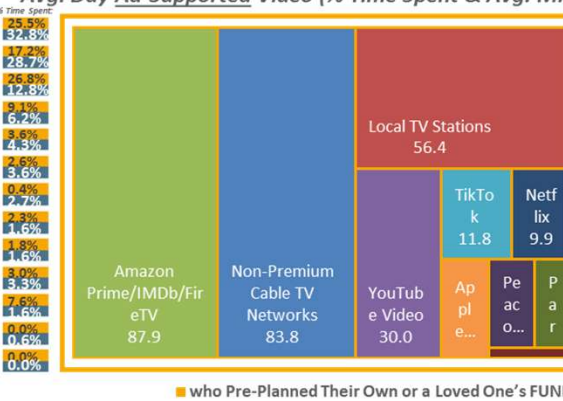 Avg. Day Ad-Supported Video (% Time Spent & Avg.
% Time Spent:
25.5%
32.8%
17.2%
28.7%
26.8%
12.8%
9.1%
6.2%
3.6%
4.3%
2.6%
3.6%
0.4%
2.7%
2.3%
1.6%
1.8%
1.6%
3.0%
3.3%
7.6%
1.6%
0.0%
0.6%
0.0%
0.0%
Local TV Stations
56.4
TikTo
k
11.8
Netf
lix
9.9
Amazon
Prime/IMDb/Fir
eTV
87.9
Non-Premium
Cable TV
Networks
83.8
YouTub
e Video
30.0
Ap
pl
e...
Pe
ac
o...
P
a
r
who Pre-Planned Their Own or a Loved One's